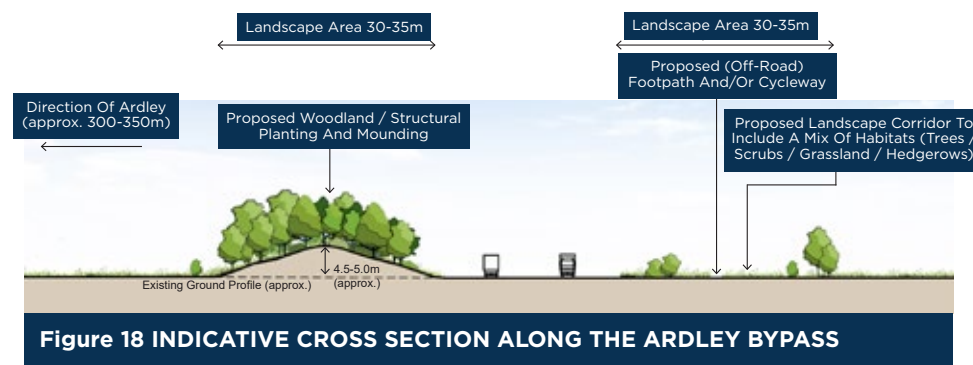 Landscape Area 30-35m
Landscape Area 30-35m
Proposed (Off-Road)
Footpath And/Or Cycleway
Direction Of Ardley
(approx. 300-350m)
Proposed Woodland / Structural
Planting And Mounding
Proposed Landscape Corridor To
Include A Mix Of Habitats (Trees /
Scrubs / Grassland / Hedgerows)
4.5-5.0m
(approx.)
Existing Ground Profile (approx.)
Figure 18 INDICATIVE CROSS SECTION ALONG THE ARDLEY BYPASS